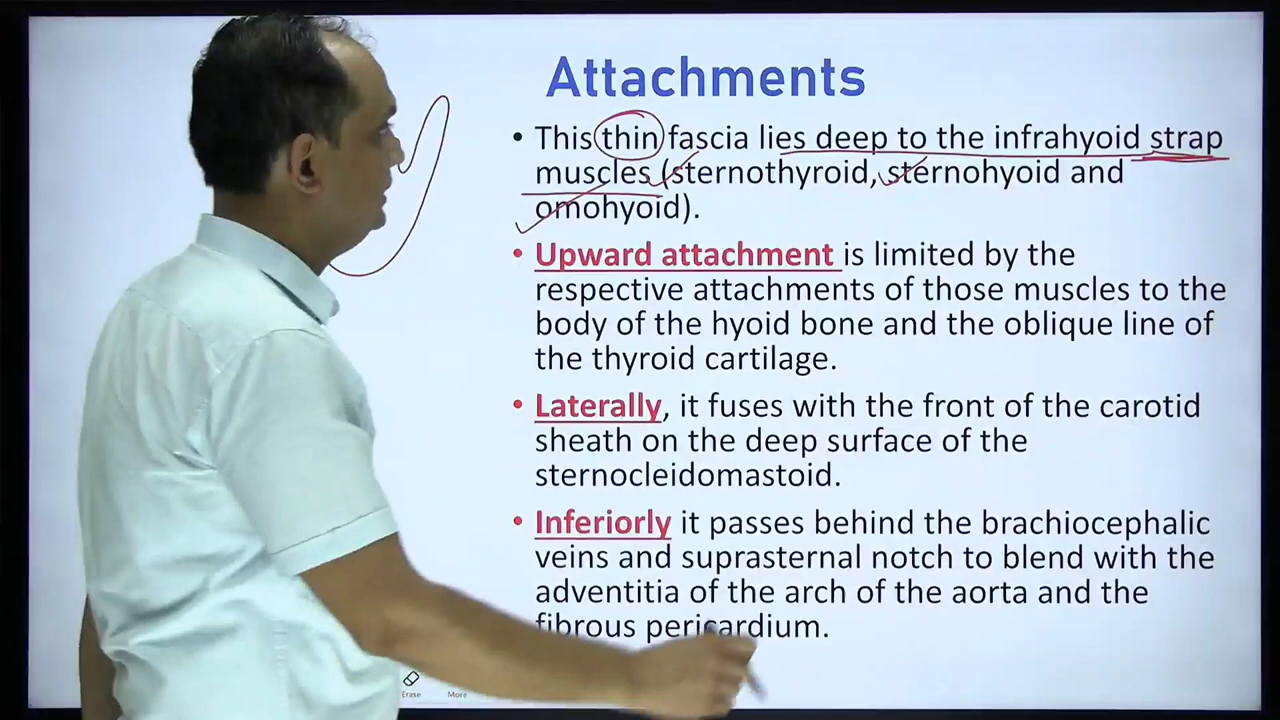 Attachments
• This thin fascia lies deep to the infrahyoid strap
muscles (sternothyroid, sternohyoid and
omohyoid).
• Upward attachment is limited by the
respective attachments of those muscles to the
body of the hyoid bone and the oblique line of
the thyroid cartilage.
• Laterally, it fuses with the front of the carotid
sheath on the deep surface of the
sternocleidomastoid.
• Inferiorly it passes behind the brachiocephalic
veins and suprasternal notch to blend with the
adventitia of the arch of the aorta and the
fibrous pericardium.
Erase More